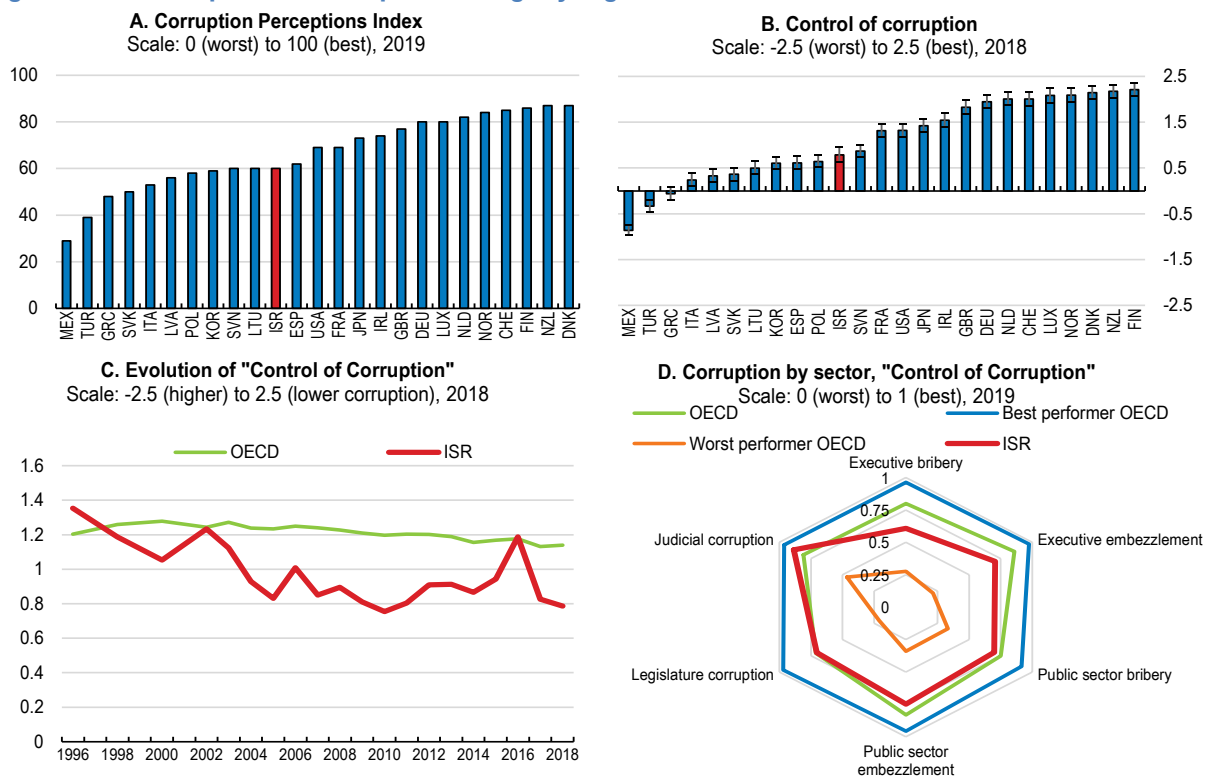 A. Corruption Perceptions Index
Scale: 0 (worst) to 100 (best), 2019
100
80
60
40
20
0
MEX
TUR
GRC
SVK
ITA
LVA
POL
KOR
SVN
LTU
ISR
ESP
USA
FRA
JPN
IRL
GBR
DEU
LUX
NLD
NOR
CHE
FIN
NZL
DNK
B. Control of corruption
Scale: -2.5 (worst) to 2.5 (best), 2018
2.5
1.5
0.5
-0.5
-1.5
-2.5
MEX
TUR
GRC
ITA
LVA
SVK
LTU
KOR
ESP
POL
ISR
SVN
FRA
USA
JPN
IRL
GBR
DEU
NLD
CHE
LUX
NOR
DNK
NZL
FIN
C. Evolution of "Control of Corruption"
Scale: -2.5 (higher) to 2.5 (lower corruption), 2018
OECD
ISR
1.6
1.4
1.2
1
0.8
0.6
0.4
0.2
0
1996 1998 2000 2002 2004 2006 2008 2010 2012 2014 2016 2018
D. Corruption by sector, "Control of Corruption"
Scale: 0 (worst) to 1 (best), 2019
OECD
Best performer OECD
Worst performer OECD
ISR
Executive bribery
1
0.75
0.5
0.25
0
Judicial corruption
Executive embezzlement
Legislature corruption
Public sector bribery
Public sector
embezzlement